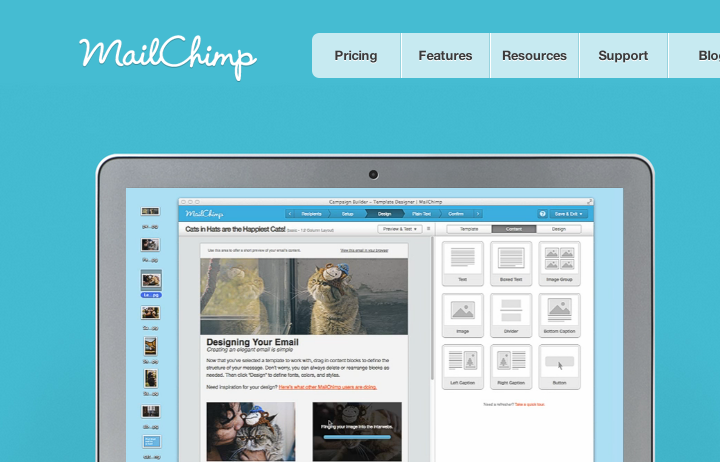 MailChimp
Pricing
Features
Resources
Support
Blog
Campaign Builder – Template Designer | MailChimp
MailChimp
Recipients
Setup
Design
Plain Text
Confirm
?
Save & Exit
Cats in Hats are the Happiest Cats!
Preview & Test
Template
Content
Design
Use this area to offer a short preview of your email's content.
View this email in your browser
Text
Boxed Text
Image Group
Image
Divider
Bottom Caption
Left Caption
Right Caption
Button
Need a refresher? Take a quick tour.
Designing Your Email
Creating an elegant email is simple
Now that you've selected a template to work with, drag in content blocks to define the
structure of your message. Don't worry, you can always delete or rearrange blocks as
needed. Then click "Design" to define fonts, colors, and styles.
Need inspiration for your design? Here's what other MailChimp users are doing.
Flinging your image into the interwebs.